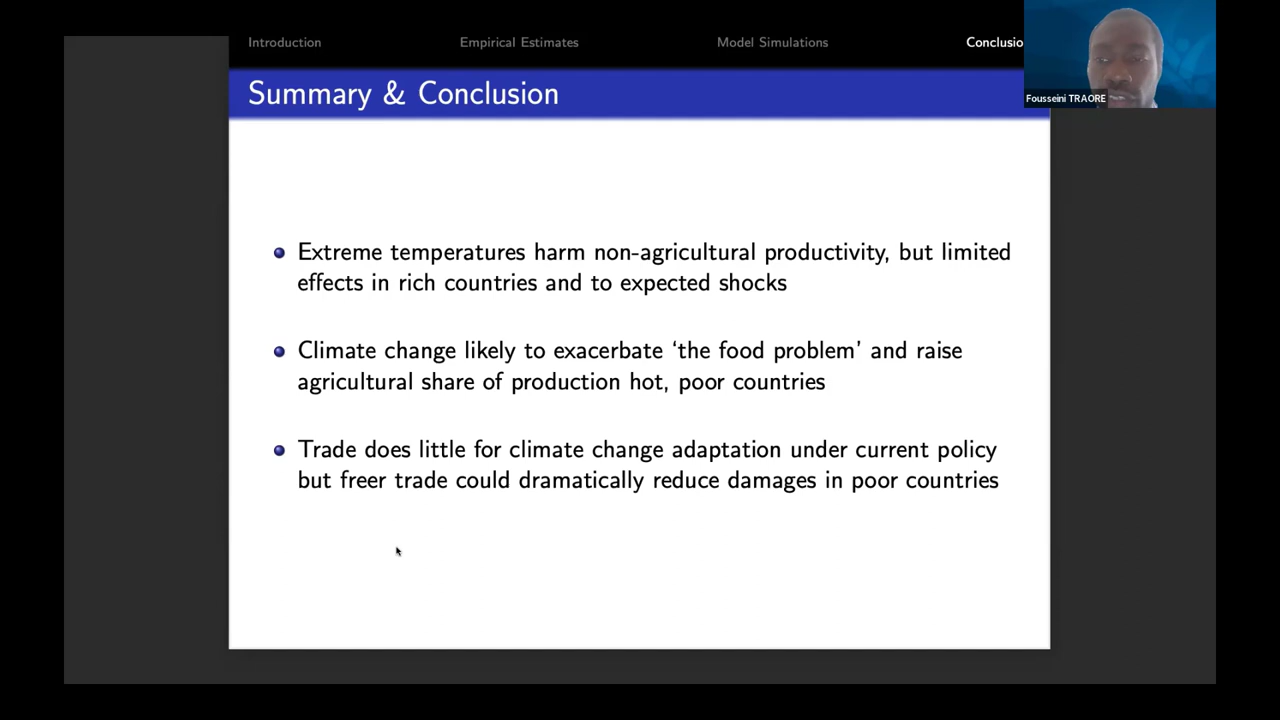 Introduction
Empirical Estimates
Model Simulations
Conclusio
Fousseini TRAORE
Summary & Conclusion
Extreme temperatures harm non-agricultural productivity, but limited
effects in rich countries and to expected shocks
Climate change likely to exacerbate ‘the food problem’ and raise
agricultural share of production hot, poor countries
Trade does little for climate change adaptation under current policy
but freer trade could dramatically reduce damages in poor countries